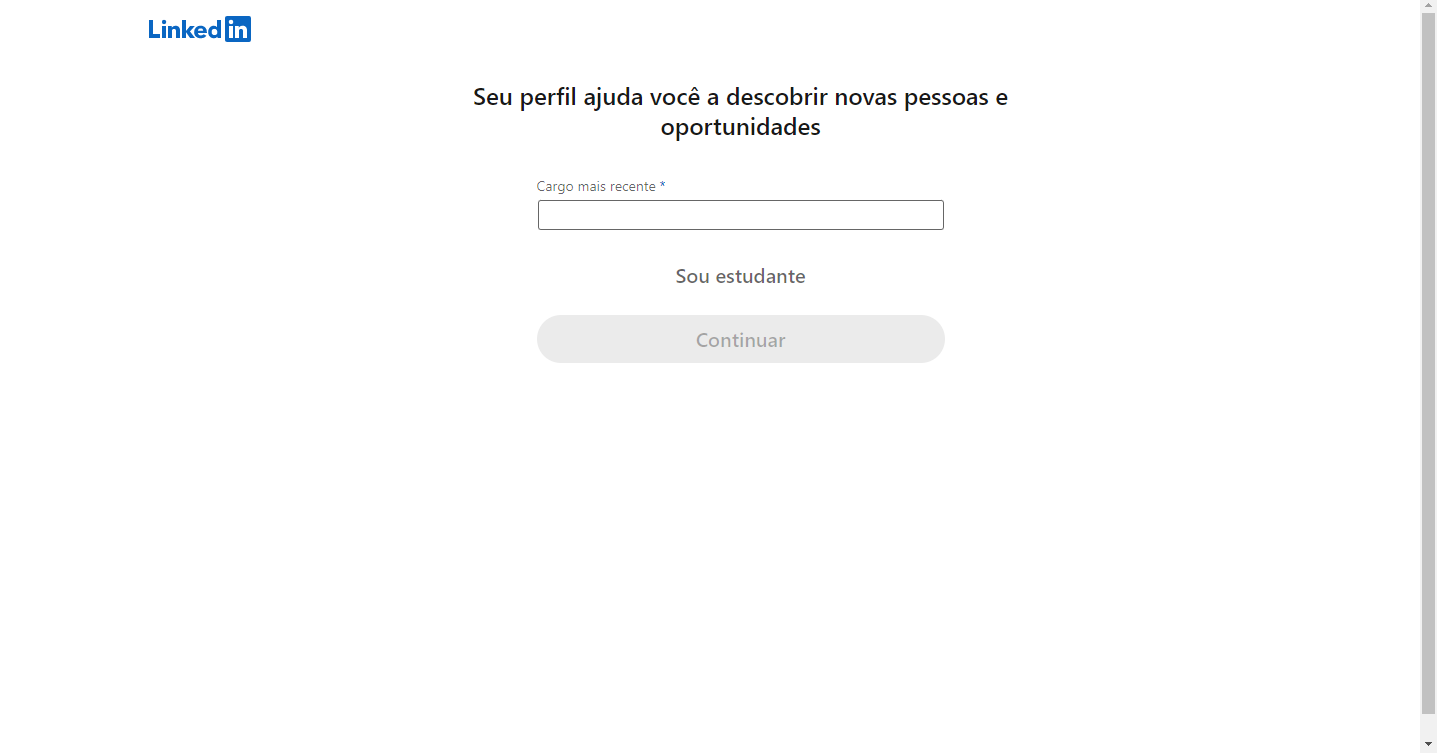 Linkedin
Seu perfil ajuda você a descobrir novas pessoas e
oportunidades
Cargo mais recente *
Sou estudante
Continuar